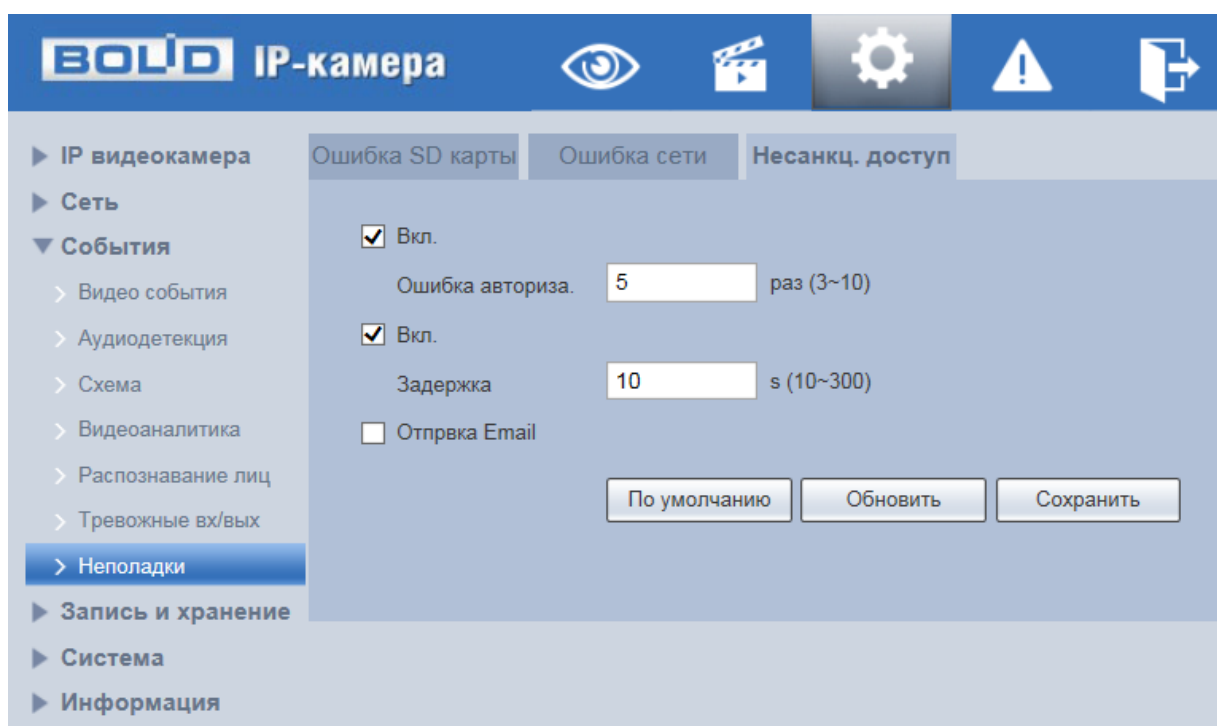 BOLID IP-камера
IP видеокамера
Сеть
События
Видео события
Аудиодетекция
Схема
Видеоаналитика
Распознавание лиц
Тревожные вх/вых
Неполадки
Запись и хранение
Система
Информация
Ошибка SD карты Ошибка сети Несанкц. доступ
Вкл.
Ошибка авториза. 5 раз (3~10)
Вкл.
Задержка 10 s (10~300)
Отпрвка Email
По умолчанию Обновить Сохранить